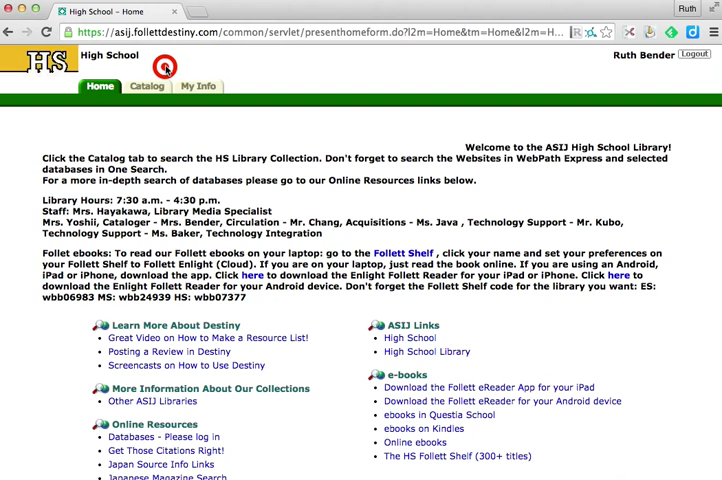 High School - Home
Ruth
https://asij.follettdestiny.com/common/servlet/presenthomeform.do?l2m=Home&tm=Home&l2m=H...
HS
High School
Ruth Bender
Logout
Home
Catalog
My Info
Welcome to the ASIJ High School Library!
Click the Catalog tab to search the HS Library Collection. Don't forget to search the Websites in WebPath Express and selected
databases in One Search.
For a more in-depth search of databases please go to our Online Resources links below.
Library Hours: 7:30 a.m. - 4:30 p.m.
Staff: Mrs. Hayakawa, Library Media Specialist
Mrs. Yoshii, Cataloger - Mrs. Bender, Circulation - Mr. Chang, Acquisitions - Ms. Java , Technology Support - Mr. Kubo,
Technology Support - Ms. Baker, Technology Integration
Follet ebooks: To read our Follett ebooks on your laptop: go to the Follett Shelf , click your name and set your preferences on
your Follett Shelf to Follett Enlight (Cloud). If you are on your laptop, just read the book online. If you are using an Android,
iPad or iPhone, download the app. Click here to download the Enlight Follett Reader for your iPad or iPhone. Click here to
download the Enlight Follett Reader for your Android device. Don't forget the Follett Shelf code for the library you want: ES:
wbb06983 MS: wbb24939 HS: wbb07377
Learn More About Destiny
Great Video on How to Make a Resource List!
Posting a Review in Destiny
Screencasts on How to Use Destiny
More Information About Our Collections
Other ASIJ Libraries
Online Resources
Databases - Please log in
Get Those Citations Right!
Japan Source Info Links
Japanese Magazine Search
ASIJ Links
High School
High School Library
e-books
Download the Follett eReader App for your iPad
Download the Follett eReader for your Android device
ebooks in Questia School
ebooks on Kindles
Online ebooks
The HS Follett Shelf (300+ titles)